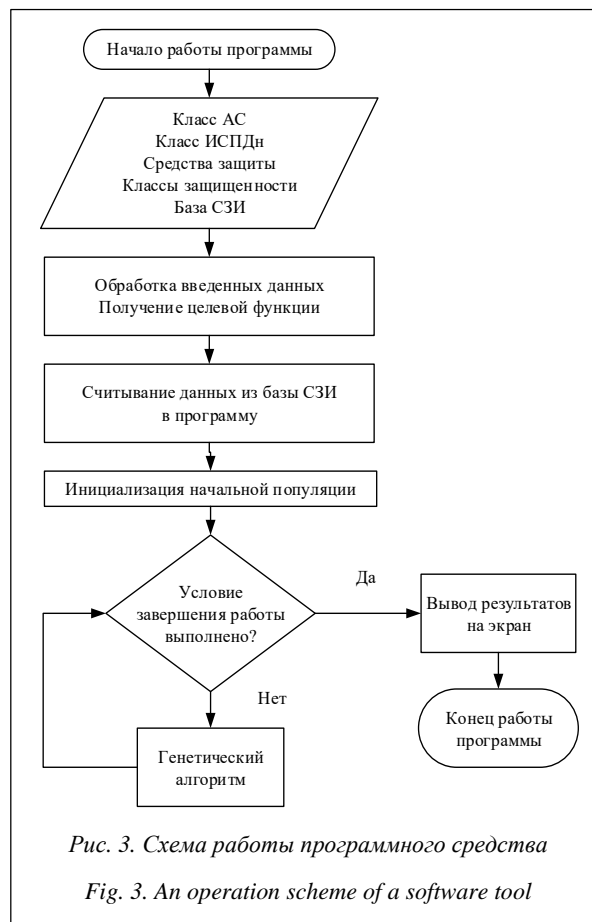 Начало работы программы
Класс АС
Класс ИСПДн
Средства защиты
Классы защищенности
База СЗИ
Обработка введенных данных
Получение целевой функции
Считывание данных из базы СЗИ
в программу
Инициализация начальной популяции
Условие
завершения работы
выполнено?
Да
Вывод результатов
на экран
Нет
Конец работы
программы
Генетический
алгоритм
Рис. 3. Схема работы программного средства
Fig. 3. An operation scheme of a software tool